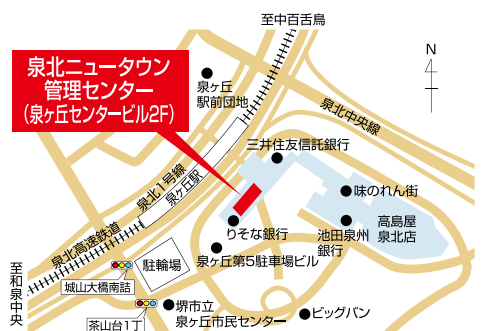 至中百舌鳥
N
泉北ニュータウン
管理センター
(泉ヶ丘センタービル2F)
泉ヶ丘
駅前団地
泉北中央線
三井住友信託銀行
泉北1号線
泉ヶ丘駅
味のれん街
高島屋
泉北店
りそな銀行
池田泉州
銀行
泉北高速鉄道
泉ヶ丘第5駐車場ビル
駐輪場
至和泉中央
城山大橋南詰
堺市立
泉ヶ丘市民センター
ビッグバン
茶山台1丁